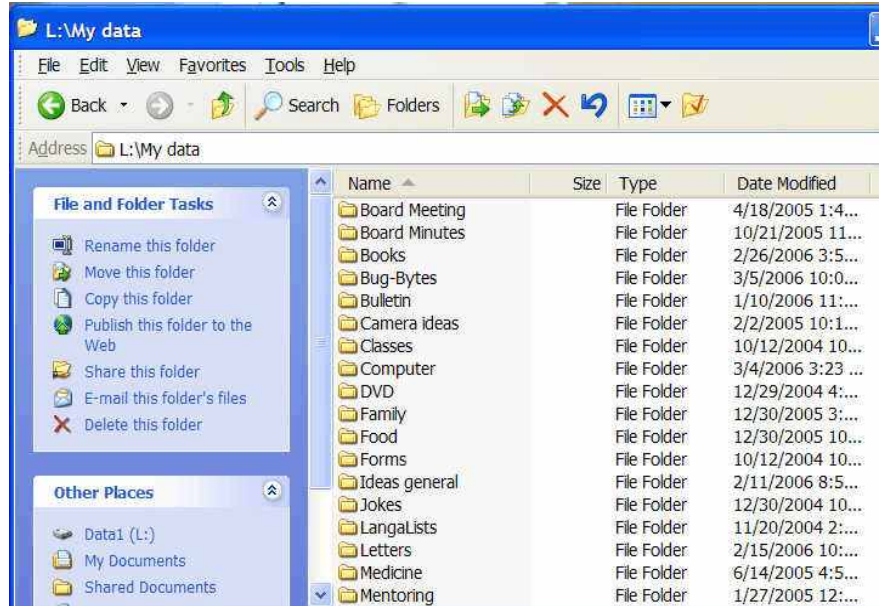 L:\My data
File Edit View Favorites Tools Help
Back Search Folders
Address L:\My data
Name Size Type Date Modified
File and Folder Tasks
Rename this folder
Move this folder
Copy this folder
Publish this folder to the
Web
Share this folder
E-mail this folder's files
Delete this folder
Other Places
Data1 (L:)
My Documents
Shared Documents
Board Meeting File Folder 4/18/2005 1:4...
Board Minutes File Folder 10/21/2005 11...
Books File Folder 2/26/2006 3:5...
Bug-Bytes File Folder 3/5/2006 10:0...
Bulletin File Folder 1/10/2006 11:...
Camera ideas File Folder 2/2/2005 10:1...
Classes File Folder 10/12/2004 10...
Computer File Folder 3/4/2006 3:23 ...
DVD File Folder 12/29/2004 4:...
Family File Folder 12/30/2005 3:...
Food File Folder 12/30/2005 10...
Forms File Folder 10/12/2004 10...
Ideas general File Folder 2/11/2006 8:5...
Jokes File Folder 12/30/2004 10...
LangaLists File Folder 11/20/2004 2:...
Letters File Folder 2/15/2006 10:...
Medicine File Folder 6/14/2005 4:5...
Mentoring File Folder 1/27/2005 12:...